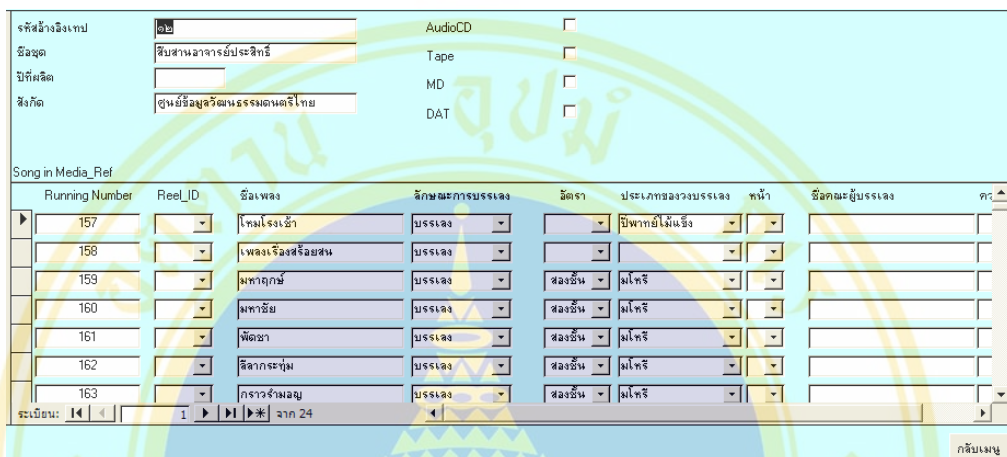 รหัสอ้างอิงเทป ๑๒ AudioCD
ชื่อชุด สืบสานอาจารย์ประสิทธิ์ Tape
ปีที่ผลิต MD
สังกัด ศูนย์ข้อมูลวัฒนธรรมดนตรีไทย DAT
Song in Media_Ref
Running Number Reel_ID ชื่อเพลง ลักษณะการบรรเลง อัตรา ประเภทของวงบรรเลง หน้า ชื่อคณะผู้บรรเลง
157 โหมโรงเช้า บรรเลง ปี่พาทย์ไม้แข็ง
158 เพลงเรื่องสร้อยสน บรรเลง
159 มหาฤกษ์ บรรเลง สองชั้น มโหรี
160 มหาชัย บรรเลง สองชั้น มโหรี
161 พัดชา บรรเลง สองชั้น มโหรี
162 ลีลากระทุ่ม บรรเลง สองชั้น มโหรี
163 กราวรำมอญ บรรเลง สองชั้น มโหรี
ระเบียน: 1 จาก 24
กลับเมนู